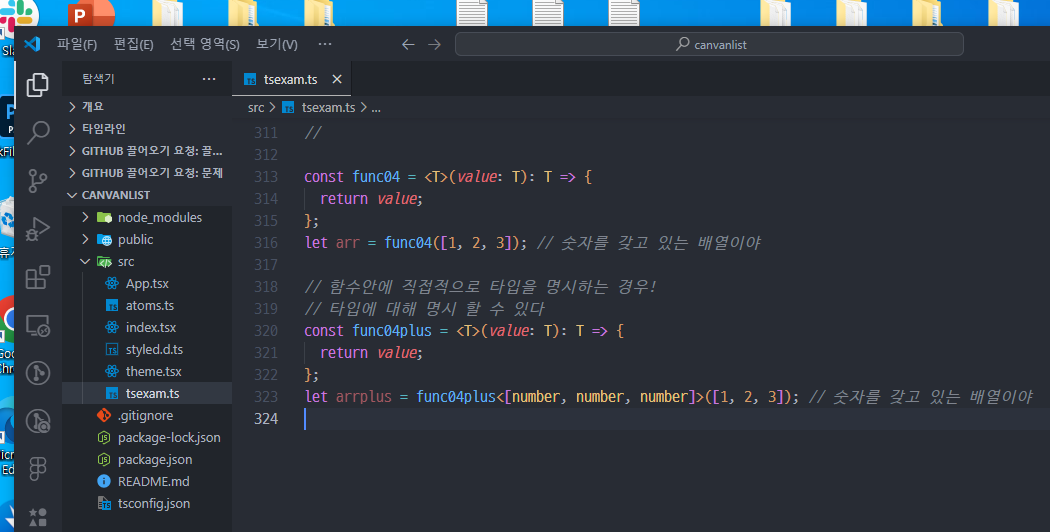 파일(F) 편집(E) 선택 영역(S) 보기(V) ··· canvanlist
탐색기 ···
tsexam.ts
개요
타임라인
GITHUB 끌어오기 요청: 끌...
GITHUB 끌어오기 요청: 문제
CANVANLIST
node_modules
public
src
App.tsx
atoms.ts
index.tsx
styled.d.ts
theme.tsx
tsexam.ts
.gitignore
package-lock.json
package.json
README.md
tsconfig.json
src > tsexam.ts > ...
311 //
312
313 const func04 = <T>(value: T): T => {
314 return value;
315 };
316 let arr = func04([1, 2, 3]); // 숫자를 갖고 있는 배열이야
317
318 // 함수안에 직접적으로 타입을 명시하는 경우!
319 // 타입에 대해 명시 할 수 있다
320 const func04plus = <T>(value: T): T => {
321 return value;
322 };
323 let arrplus = func04plus<[number, number, number]>([1, 2, 3]); // 숫자를 갖고 있는 배열이야
324